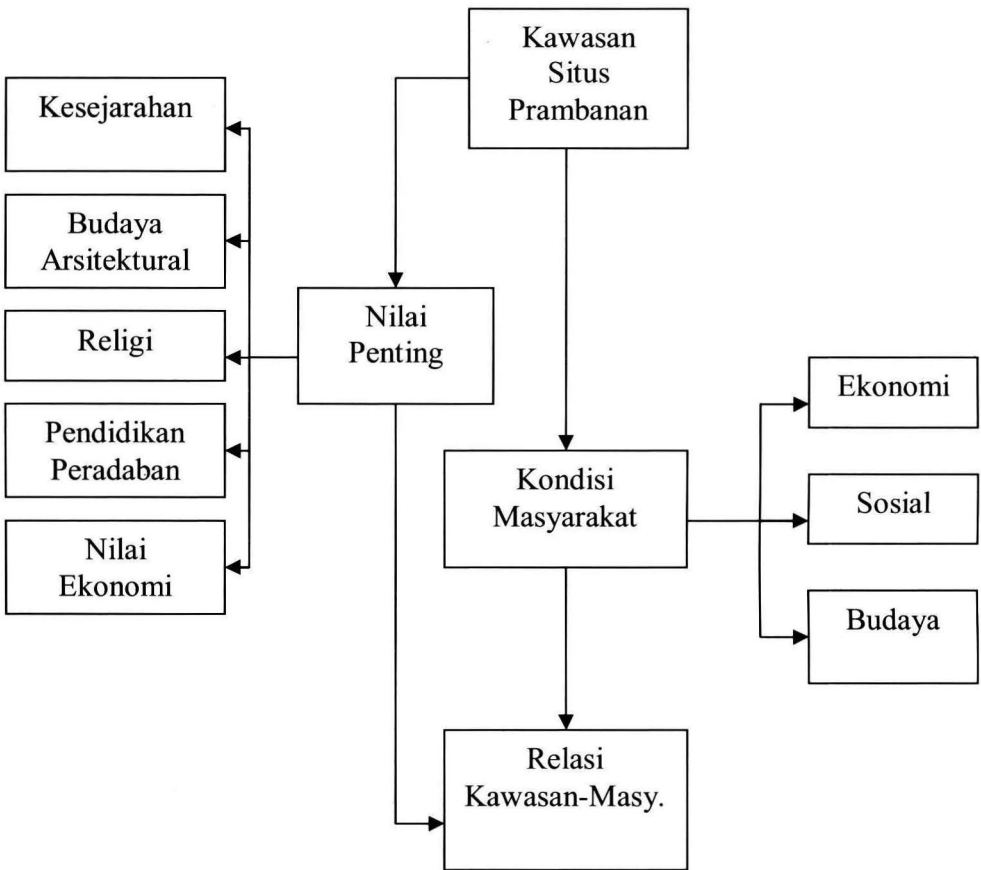 Kawasan
Situs
Prambanan
Kesejarahan
Budaya
Arsitektural
Religi
Pendidikan
Peradaban
Nilai
Ekonomi
Nilai
Penting
Kondisi
Masyarakat
Ekonomi
Sosial
Budaya
Relasi
Kawasan-Masy.